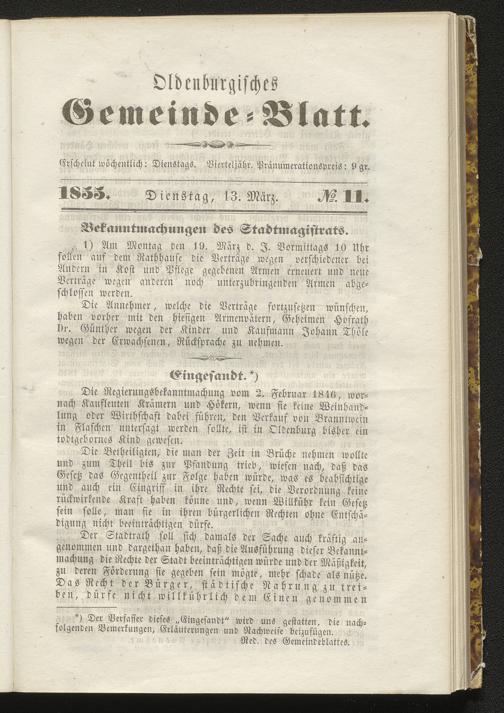 Oldenburgisches
Gemeinde-Blatt.
Erscheint wöchentlich: Dienstags. Vierteljähr. Pränumerationspreis: 9 gr.
1855. Dienstag, 13. März. № 11.
Bekanntmachungen des Stadtmagistrats.
1) Am Montag den 19. März d. J. Vormittags 10 Uhr
sollen auf dem Rathhause die Verträge wegen verschiedener bei
Andern in Kost und Pflege gegebenen Armen erneuert und neue
Verträge wegen anderen noch unterzubringenden Armen abge-
schlossen werden.
Die Annehmer, welche die Verträge fortzusetzen wünschen,
haben vorher mit den hiesigen Armenvätern, Geheimen Hofrath
Dr. Günther wegen der Kinder und Kaufmann Johann Thöle
wegen der Erwachsenen, Rücksprache zu nehmen.
Eingesandt.*)
Die Regierungsbekanntmachung vom 2. Februar 1846, wor-
nach Kaufleuten Krämern und Hökern, wenn sie keine Weinhand-
lung oder Wirthschaft dabei führen, den Verkauf von Branntwein
in Flaschen untersagt werden sollte, ist in Oldenburg bisher ein
todtgebornes Kind gewesen.
Die Betheiligten, die man der Zeit in Brüche nehmen wollte
und zum Theil bis zur Pfandung trieb, wiesen nach, daß das
Gesetz das Gegentheil zur Folge haben würde, was es beabsichtige
und auch ein Eingriff in ihre Rechte sei, die Verordnung keine
rückwirkende Kraft haben könne und, wenn Willkühr kein Gesetz
sein solle, man sie in ihren bürgerlichen Rechten ohne Entschä-
digung nicht beeinträchtigen dürfe.
Der Stadtrath soll sich damals der Sache auch kräftig an-
genommen und dargethan haben, daß die Ausführung dieser Bekannt-
machung die Rechte der Stadt beeinträchtigen würde und der Mäßigkeit,
zu deren Förderung sie gegeben sein mögte, mehr schade als nütze.
Das Recht der Bürger, städtische Nahrung zu trei-
ben, dürfe nicht willkührlich dem Einen genommen
*) Der Verfasser dieses „Eingesandt“ wird uns gestatten, die nach-
folgenden Bemerkungen, Erläuterungen und Nachweise beizufügen.
Red. des Gemeindeblattes.